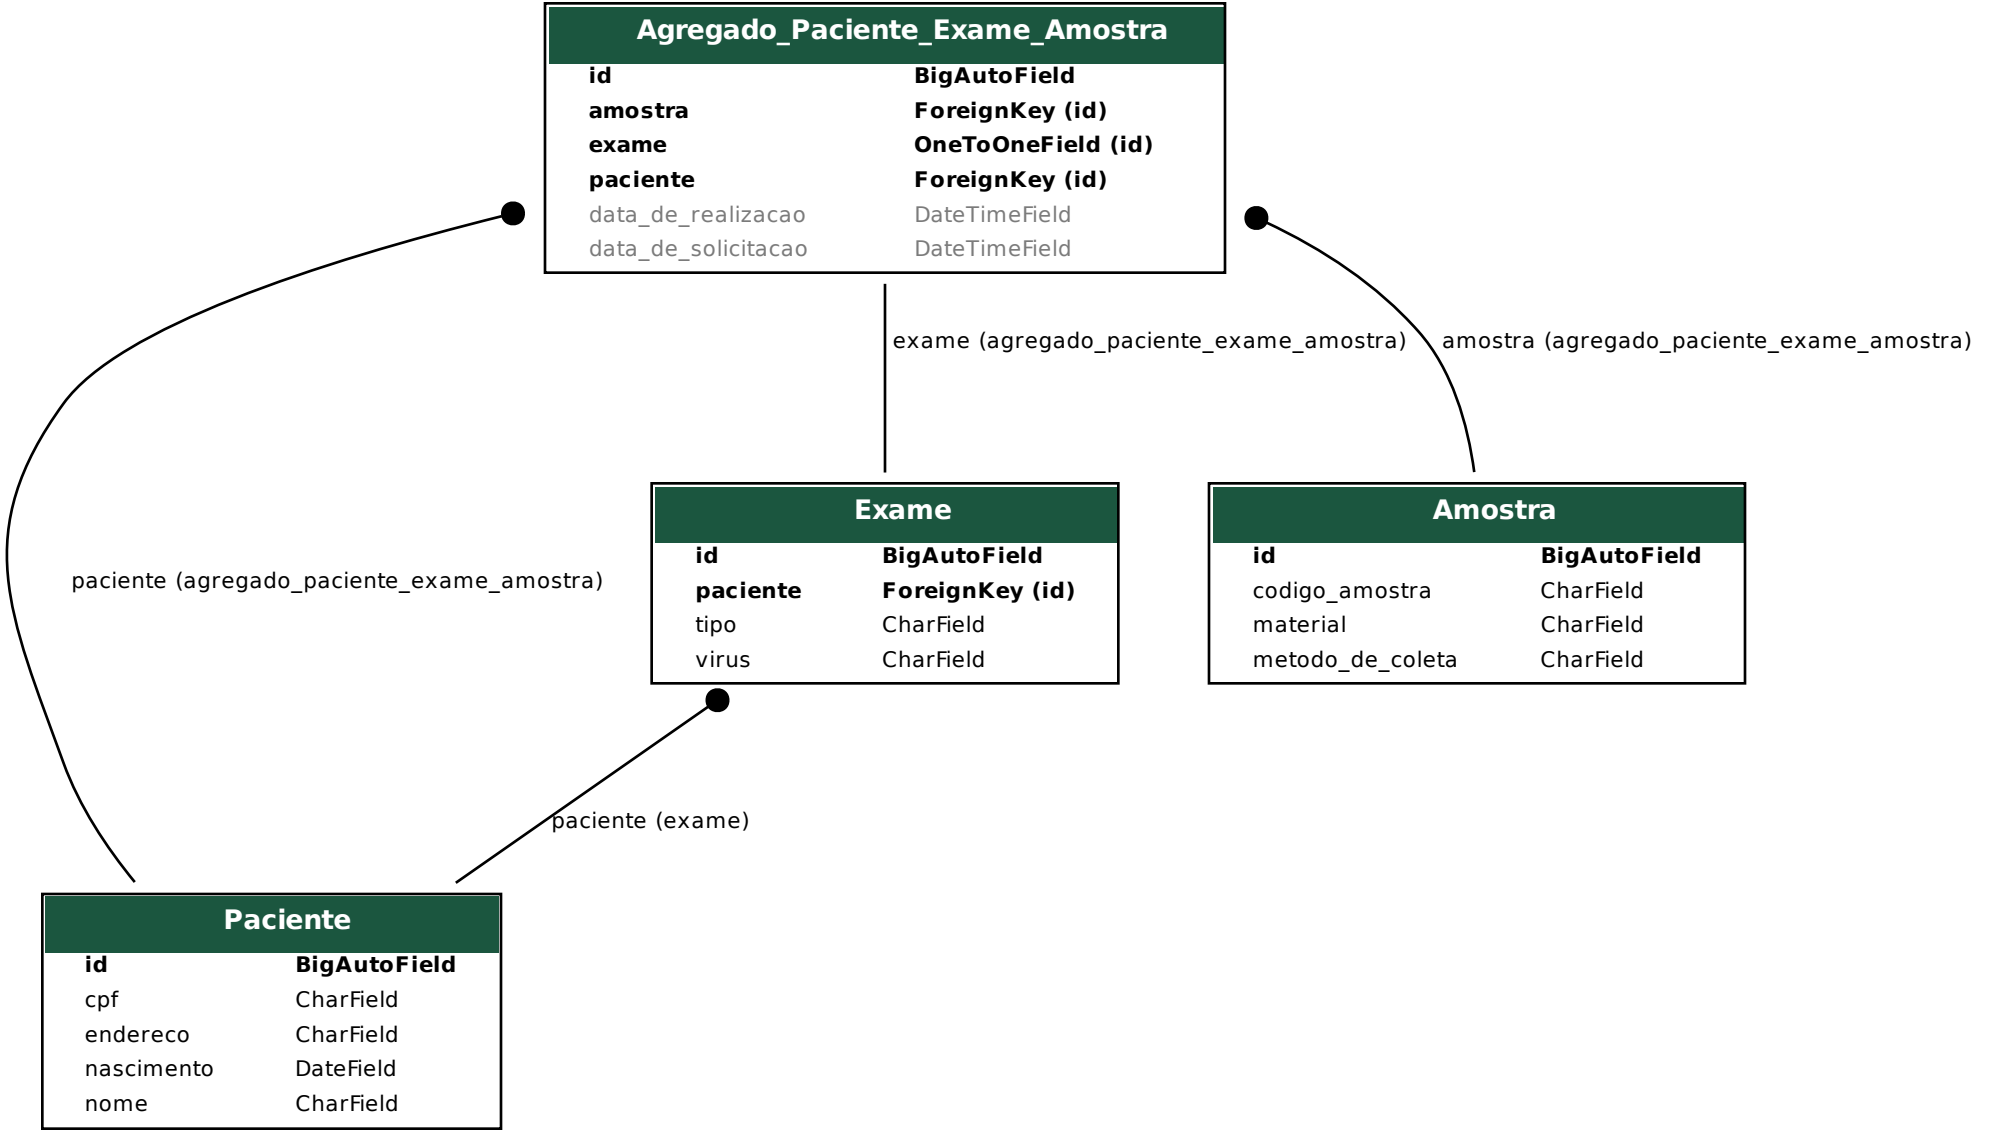 Agregado_Paciente_Exame_Amostra
id BigAutoField
amostra ForeignKey (id)
exame OneToOneField (id)
paciente ForeignKey (id)
data_de_realizacao DateTimeField
data_de_solicitacao DateTimeField
exame (agregado_paciente_exame_amostra)
amostra (agregado_paciente_exame_amostra)
Exame
id BigAutoField
paciente ForeignKey (id)
tipo CharField
virus CharField
Amostra
id BigAutoField
codigo_amostra CharField
material CharField
metodo_de_coleta CharField
paciente (agregado_paciente_exame_amostra)
paciente (exame)
Paciente
id BigAutoField
cpf CharField
endereco CharField
nascimento DateField
nome CharField